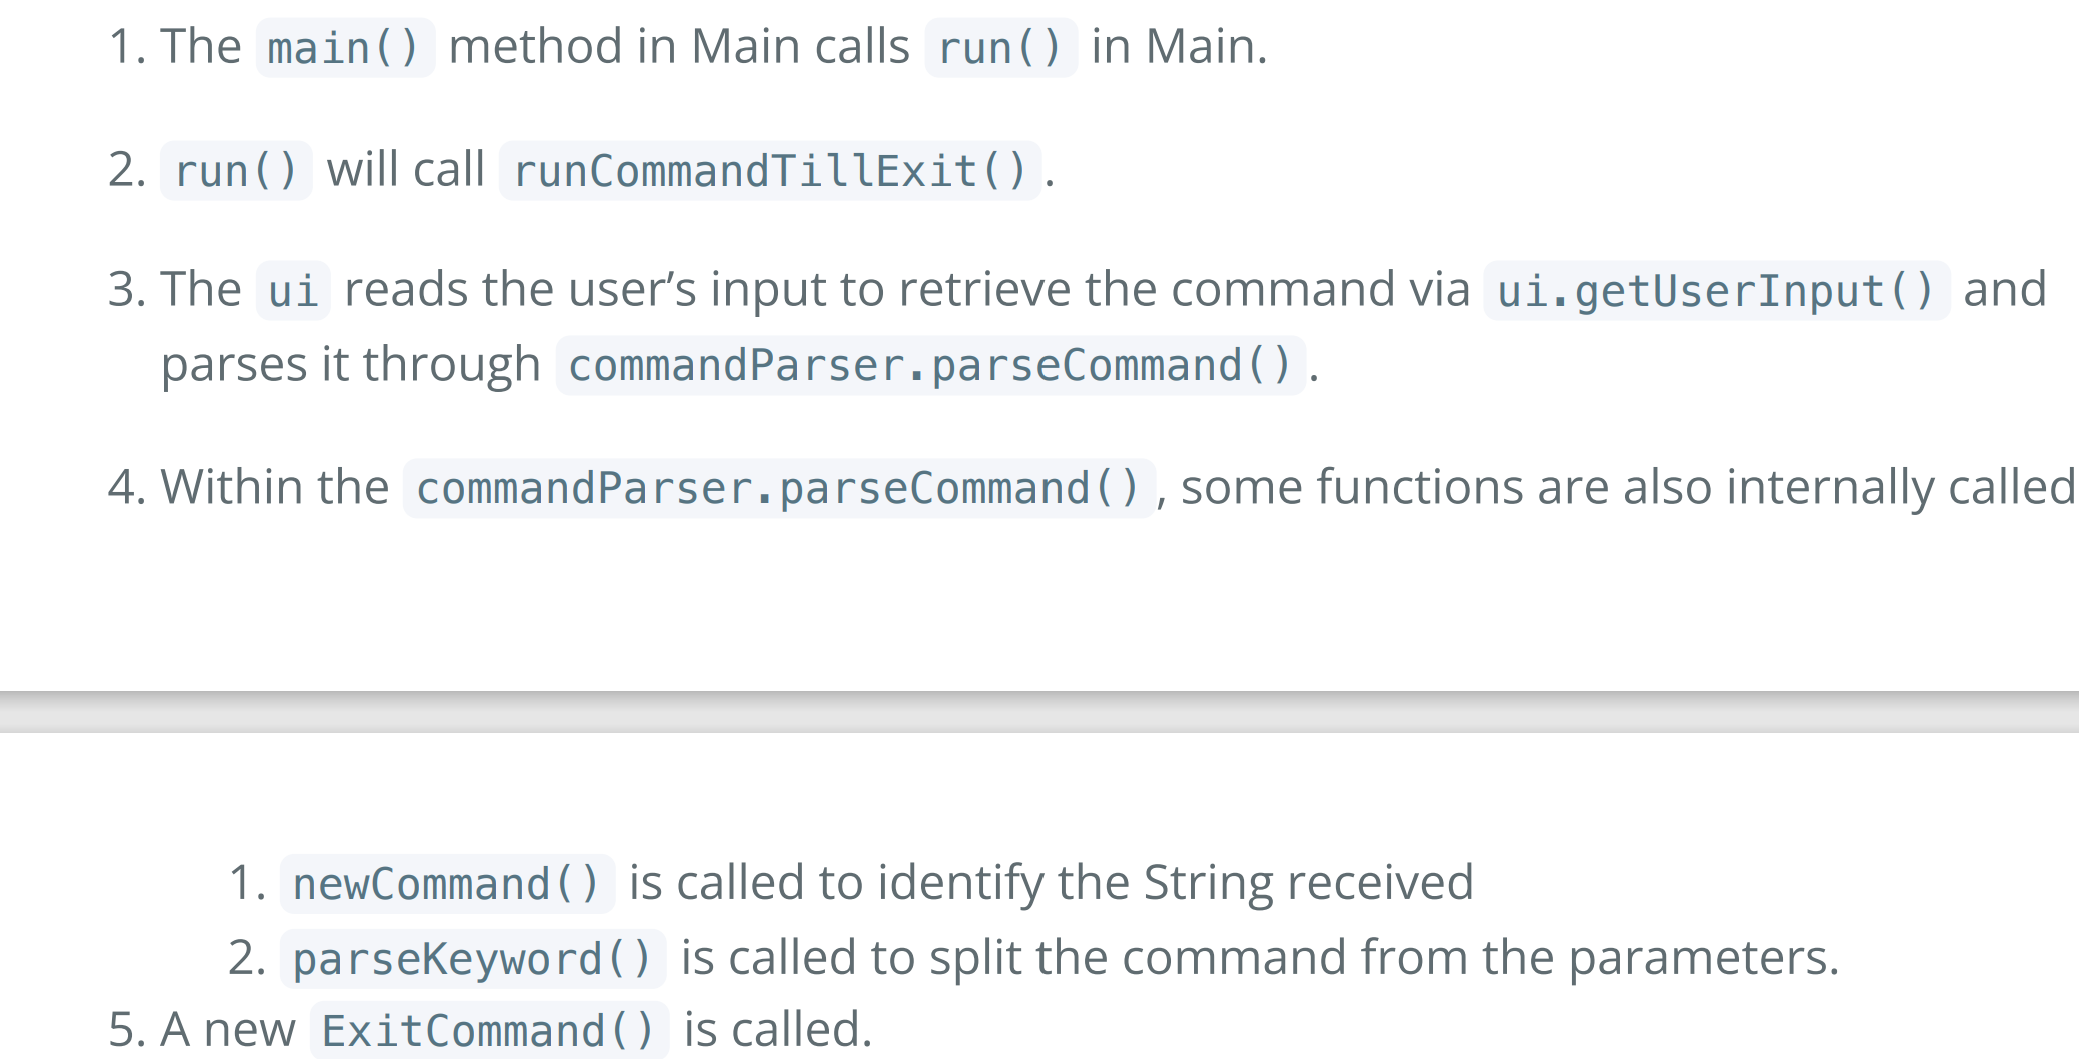 1. The main() method in Main calls run() in Main.
2. run() will call runCommandTillExit().
3. The ui reads the user’s input to retrieve the command via ui.getUserInput() and
parses it through commandParser.parseCommand().
4. Within the commandParser.parseCommand(), some functions are also internally called
1. newCommand() is called to identify the String received
2. parseKeyword() is called to split the command from the parameters.
5. A new ExitCommand() is called.